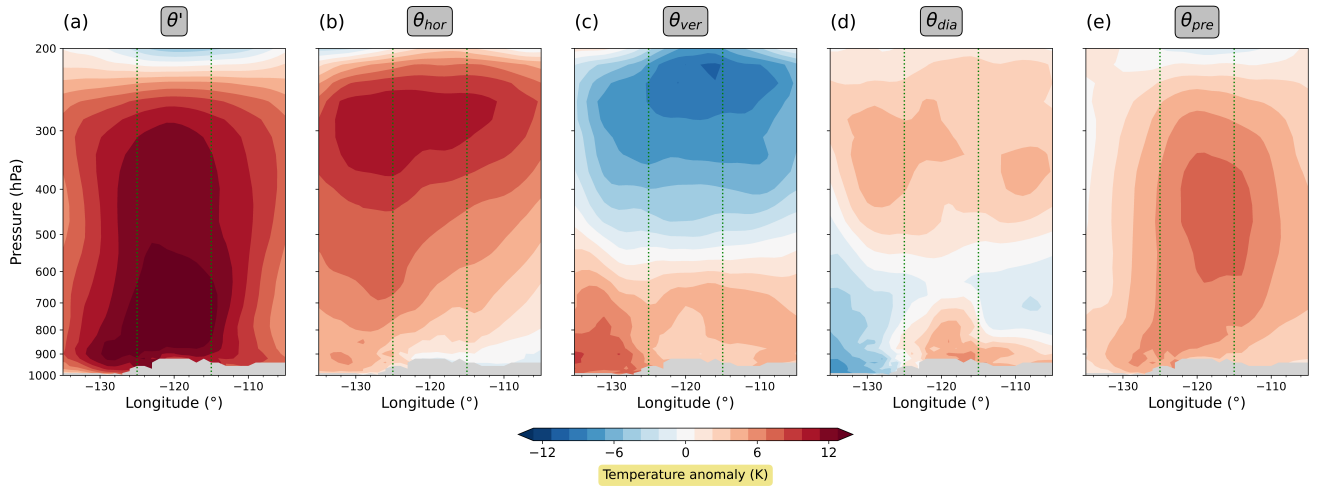 (a) θ' (b) θhor (c) θver (d) θdia (e) θpre
200
300
400
500
600
700
800
900
1000
Pressure (hPa)
−130 −120 −110 −130 −120 −110 −130 −120 −110 −130 −120 −110 −130 −120 −110
Longitude (°) Longitude (°) Longitude (°) Longitude (°) Longitude (°)
−12 −6 0 6 12
Temperature anomaly (K)